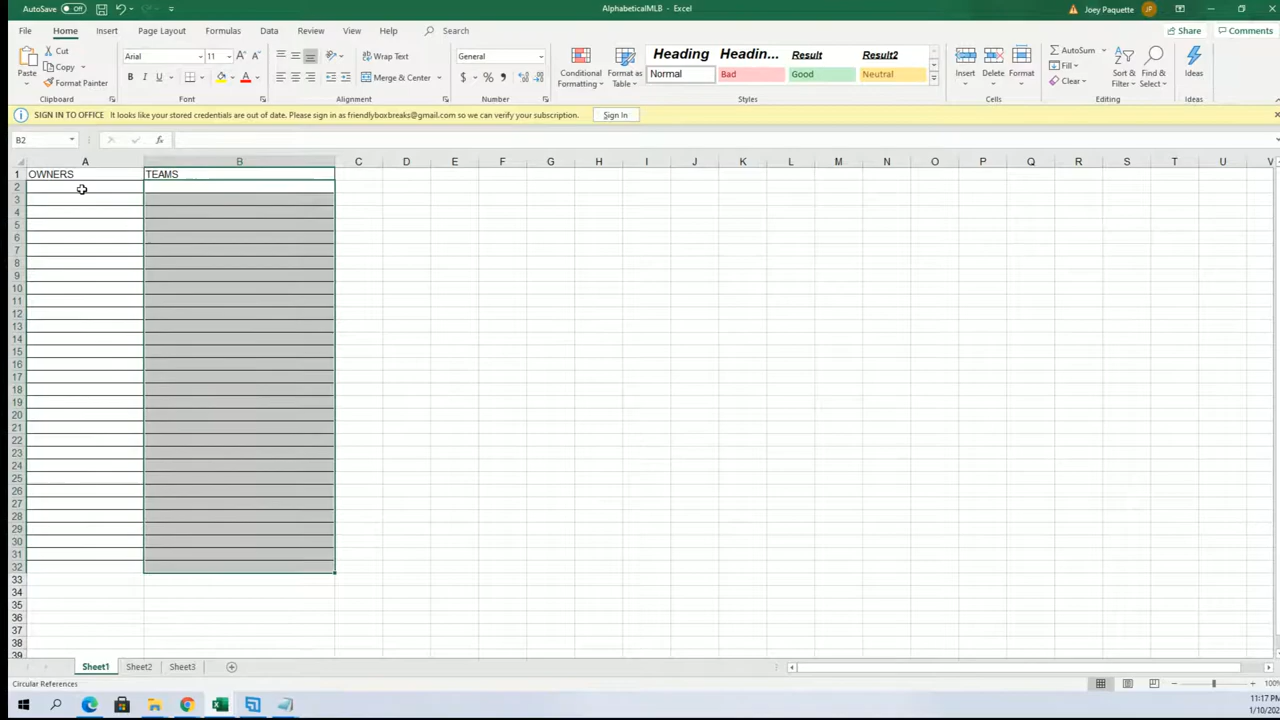 AutoSave Off AlphabeticalMLB - Excel Joey Paquette JP
File Home Insert Page Layout Formulas Data Review View Help Search Share Comments
Paste Cut Copy Format Painter
Clipboard
Arial 11
B I U
Font
Wrap Text
Merge & Center
Alignment
General
$ % ,
Number
Conditional Formatting
Format as Table
Heading Headin... Result Result2
Normal Bad Good Neutral
Styles
Insert Delete Format
Cells
AutoSum
Fill
Clear
Sort & Filter
Find & Select
Editing
Ideas
Ideas
SIGN IN TO OFFICE It looks like your stored credentials are out of date. Please sign in as friendlyboxbreaks@gmail.com so we can verify your subscription. Sign In
B2 fx
A B C D E F G H I J K L M N O P Q R S T U V
1 OWNERS TEAMS
2
3
4
5
6
7
8
9
10
11
12
13
14
15
16
17
18
19
20
21
22
23
24
25
26
27
28
29
30
31
32
33
34
35
36
37
38
39
Sheet1 Sheet2 Sheet3
Circular References 100%
11:17 PM